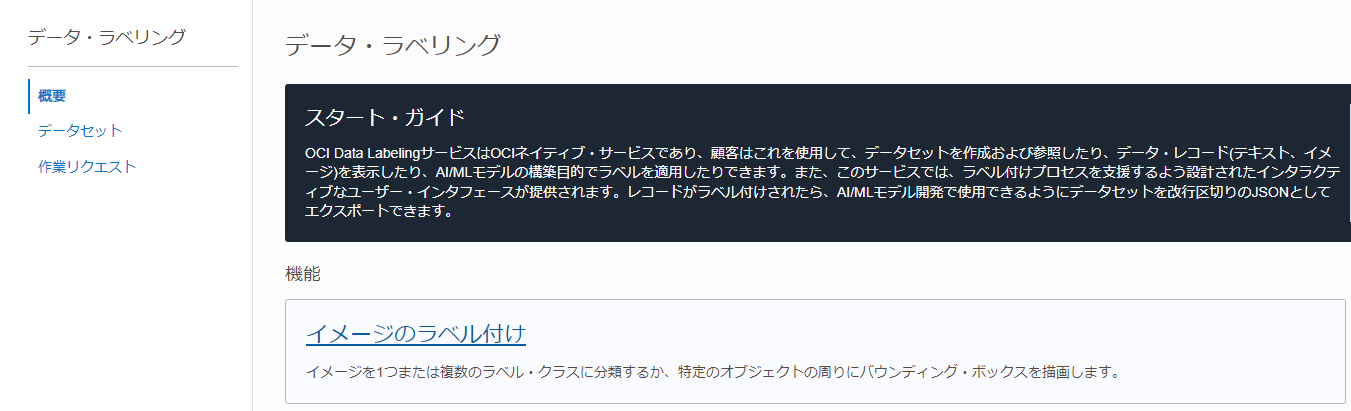 データ・ラベリング
概要
データセット
作業リクエスト
データ・ラベリング
スタート・ガイド
OCI Data LabelingサービスはOCIネイティブ・サービスであり、顧客はこれを使用して、データセットを作成および参照したり、データ・レコード(テキスト、イメ
ージ)を表示したり、AI/MLモデルの構築目的でラベルを適用したりできます。また、このサービスでは、ラベル付けプロセスを支援するよう設計されたインタラクテ
ィブなユーザー・インタフェースが提供されます。レコードがラベル付けされたら、AI/MLモデル開発で使用できるようにデータセットを改行区切りのJSONとして
エクスポートできます。
機能
イメージのラベル付け
イメージを1つまたは複数のラベル・クラスに分類するか、特定のオブジェクトの周りにバウンディング・ボックスを描画します。